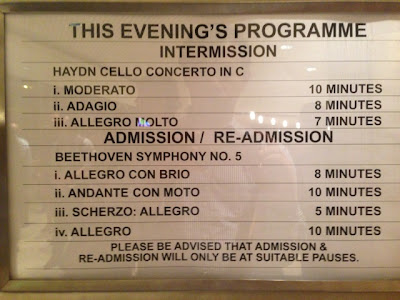 THIS EVENING'S PROGRAMME
INTERMISSION
HAYDN CELLO CONCERTO IN C
i. MODERATO 10 MINUTES
ii. ADAGIO 8 MINUTES
iii. ALLEGRO MOLTO 7 MINUTES
ADMISSION / RE-ADMISSION
BEETHOVEN SYMPHONY NO. 5
i. ALLEGRO CON BRIO 8 MINUTES
ii. ANDANTE CON MOTO 10 MINUTES
iii. SCHERZO: ALLEGRO 5 MINUTES
iv. ALLEGRO 10 MINUTES
PLEASE BE ADVISED THAT ADMISSION &
RE-ADMISSION WILL ONLY BE AT SUITABLE PAUSES.